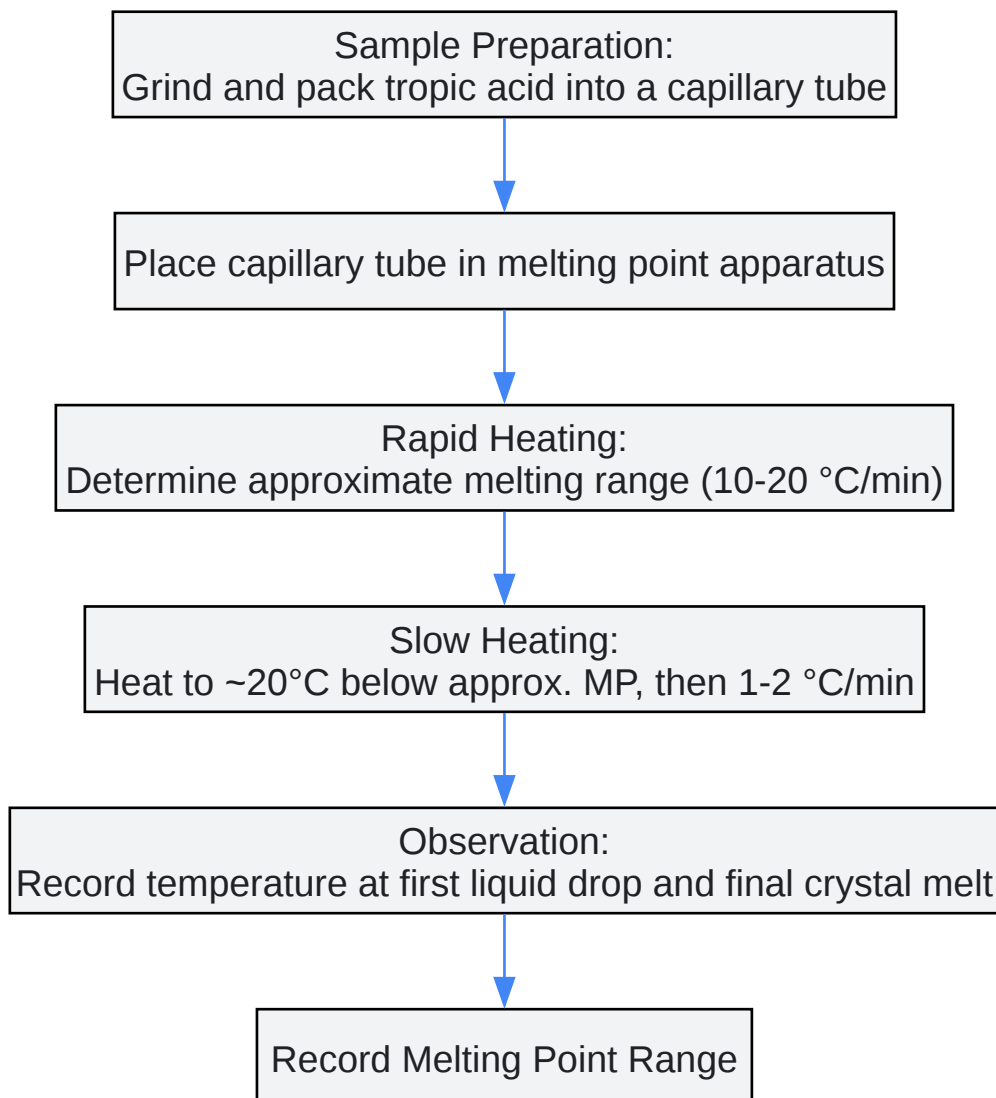 Sample Preparation:
Grind and pack tropic acid into a capillary tube
Place capillary tube in melting point apparatus
Rapid Heating:
Determine approximate melting range (10-20 °C/min)
Slow Heating:
Heat to ~20°C below approx. MP, then 1-2 °C/min
Observation:
Record temperature at first liquid drop and final crystal melt
Record Melting Point Range